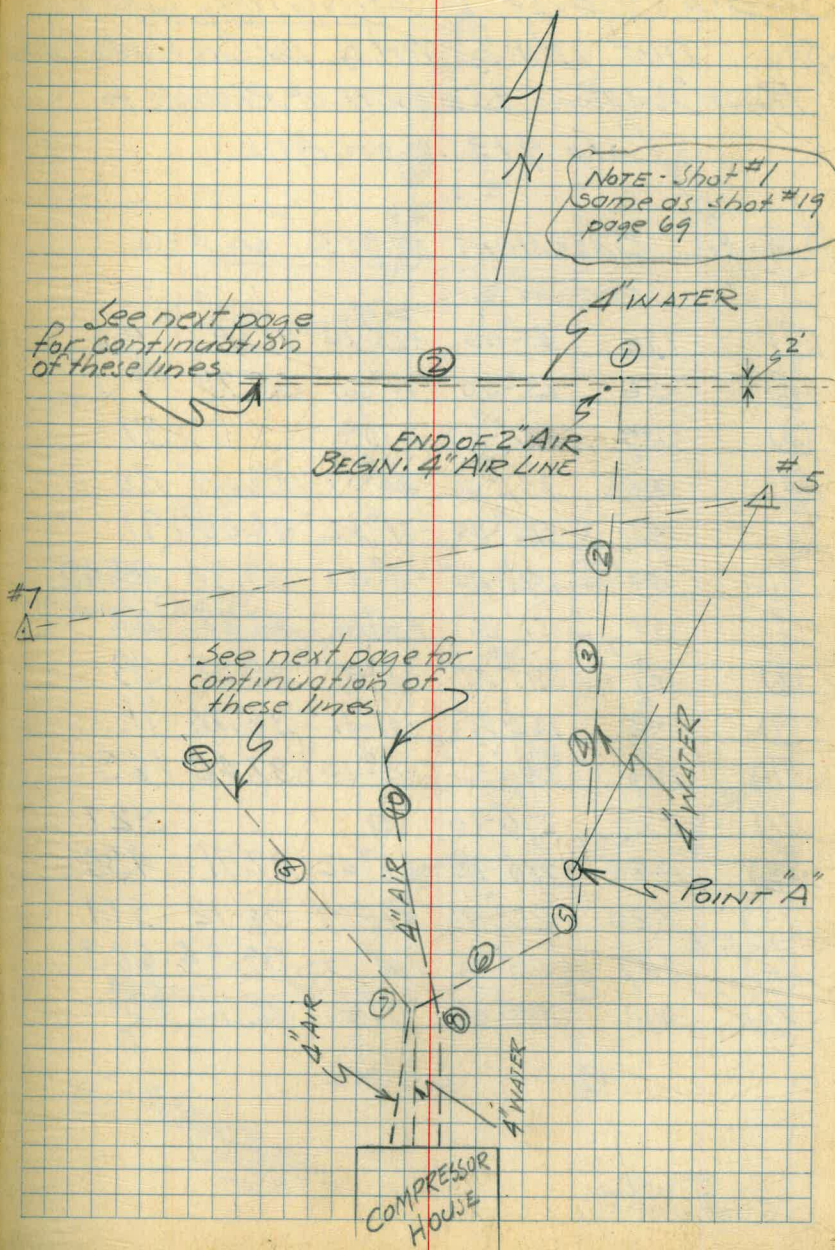 N
NOTE - Shot #1
same as shot #19
page 69
4" WATER
See next page
for continuation
of these lines
②
①
2'
END OF 2" AIR
BEGIN. 4" AIR LINE
#5
②
#7
③
See next page for
continuation of
these lines
④
4" WATER
⑪
⑩
⑨
4" AIR
POINT "A"
⑤
⑥
⑦
⑧
4" AIR
4" WATER
COMPRESSOR
HOUSE